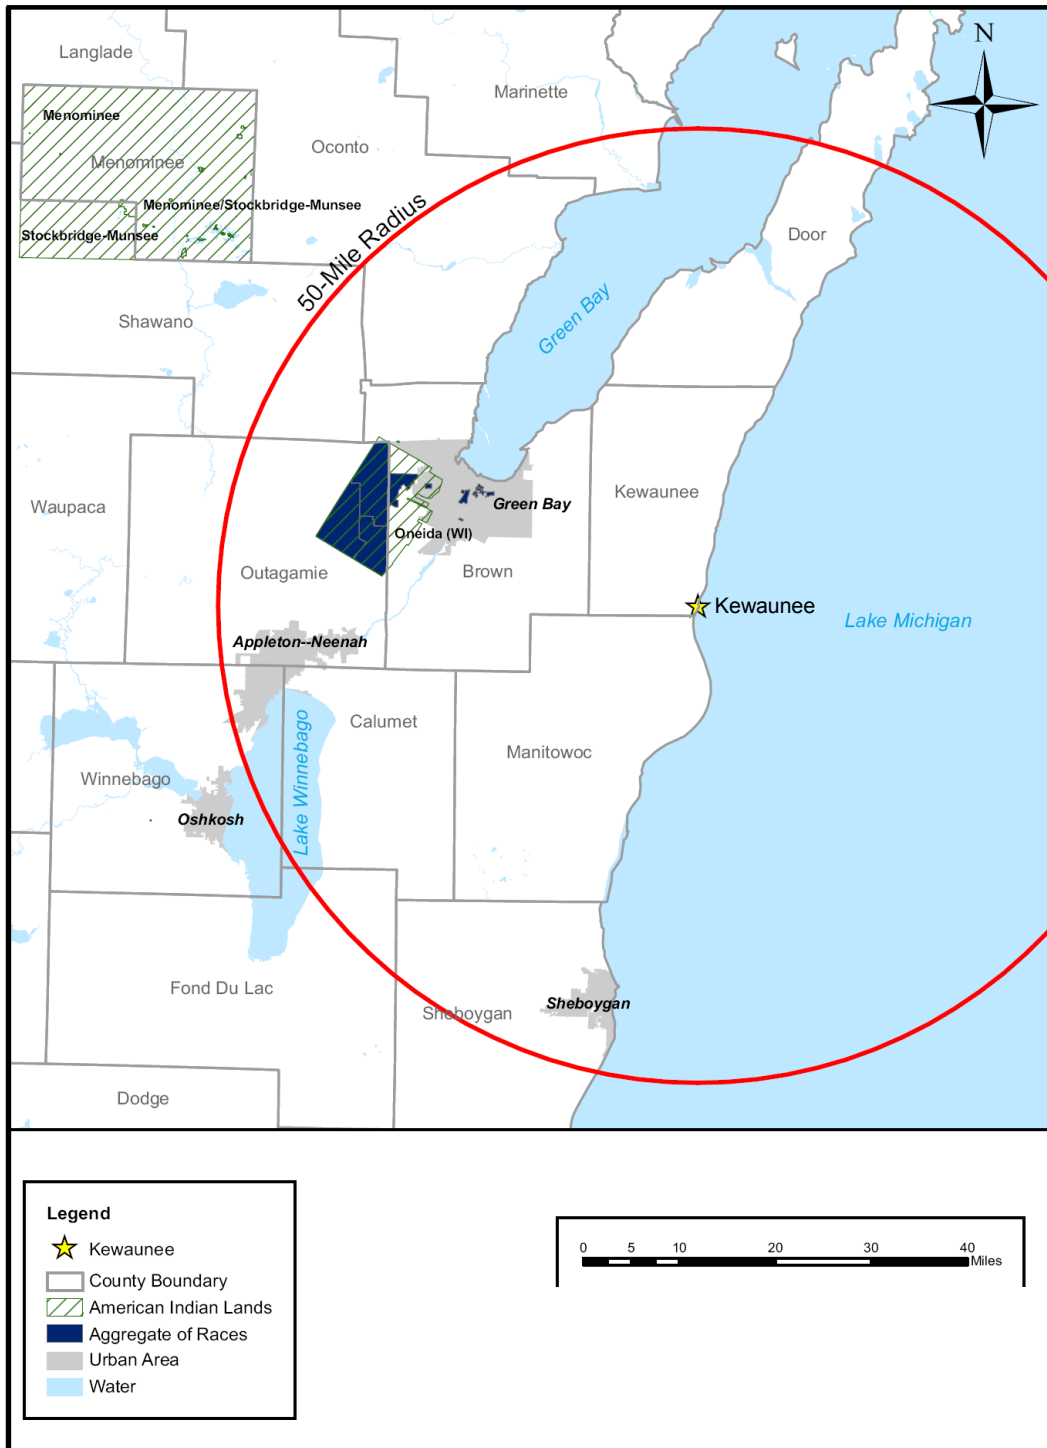 N
Langlade
Marinette
Menominee
Oconto
Menominee
Menominee/Stockbridge-Munsee
Stockbridge-Munsee
50-Mile Radius
Door
Green Bay
Shawano
Waupaca
Kewaunee
Green Bay
Oneida (WI)
Outagamie
Brown
Kewaunee
Lake Michigan
Appleton--Neenah
Calumet
Lake Winnebago
Manitowoc
Winnebago
Oshkosh
Fond Du Lac
Sheboygan
Sheboygan
Dodge
Legend
Kewaunee
County Boundary
American Indian Lands
Aggregate of Races
Urban Area
Water
0 5 10 20 30 40
Miles